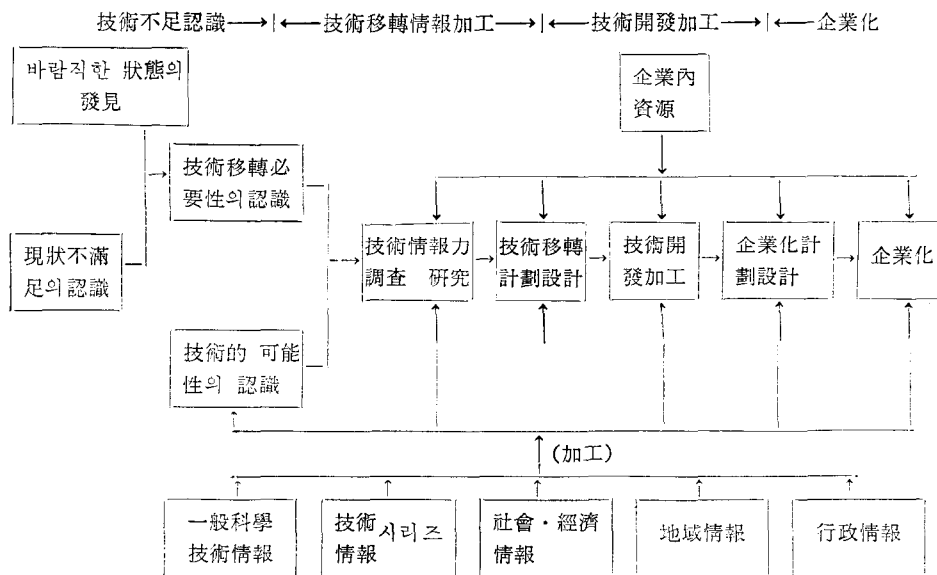 技術不足認識 技術移轉情報加工 技術開發加工 企業化
바람직한 狀態의
發見
企業內
資源
技術移轉必
要性의 認識
現狀不滿
足의 認識
技術情報力
調査 硏究
技術移轉
計劃設計
技術開
發加工
企業化計
劃設計
企業化
技術的 可能
性의 認識
(加工)
一般科學
技術情報
技術 시리즈
情報
社會・經濟
情報
地域情報
行政情報